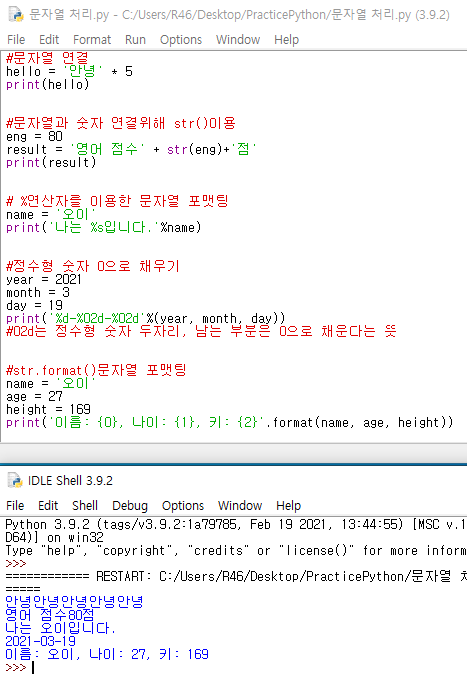 문자열 처리.py - C:/Users/R46/Desktop/PracticePython/문자열 처리.py (3.9.2)
File Edit Format Run Options Window Help
#문자열 연결
hello = '안녕' * 5
print(hello)
#문자열과 숫자 연결위해 str()이용
eng = 80
result = '영어 점수' + str(eng)+'점'
print(result)
# %연산자를 이용한 문자열 포맷팅
name = '오이'
print('나는 %s입니다.'%name)
#정수형 숫자 0으로 채우기
year = 2021
month = 3
day = 19
print('%d-%02d-%02d'%(year, month, day))
#02d는 정수형 숫자 두자리, 남는 부분은 0으로 채운다는 뜻
#str.format()문자열 포맷팅
name = '오이'
age = 27
height = 169
print('이름: {0}, 나이: {1}, 키: {2}'.format(name, age, height))
IDLE Shell 3.9.2
File Edit Shell Debug Options Window Help
Python 3.9.2 (tags/v3.9.2:1a79785, Feb 19 2021, 13:44:55) [MSC v.1
D64)] on win32
Type "help", "copyright", "credits" or "license()" for more inform
>>>
============ RESTART: C:/Users/R46/Desktop/PracticePython/문자열
=====
안녕안녕안녕안녕안녕
영어 점수80점
나는 오이입니다.
2021-03-19
이름: 오이, 나이: 27, 키: 169
>>>